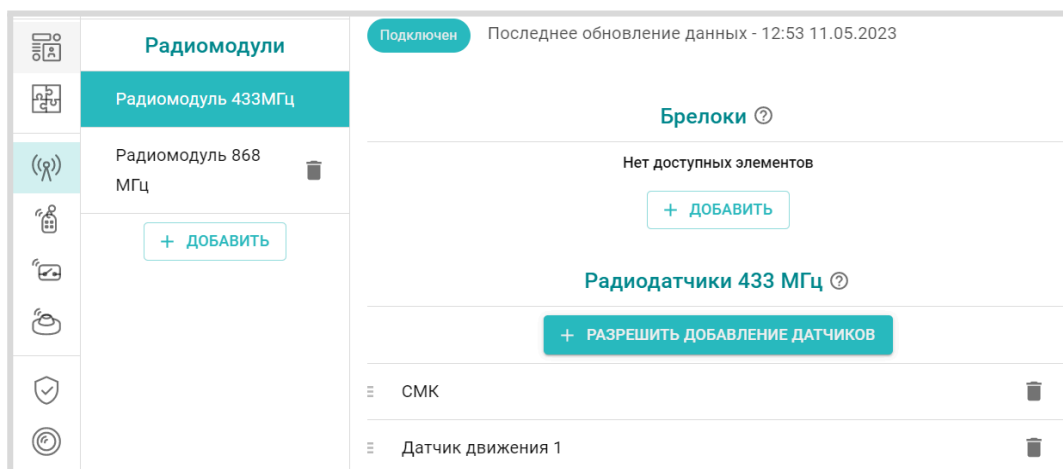 Радиомодули
Радиомодуль 433МГц
Радиомодуль 868
МГц
+ ДОБАВИТЬ
Подключен
Последнее обновление данных - 12:53 11.05.2023
Брелоки ?
Нет доступных элементов
+ ДОБАВИТЬ
Радиодатчики 433 МГц ?
+ РАЗРЕШИТЬ ДОБАВЛЕНИЕ ДАТЧИКОВ
СМК
Датчик движения 1